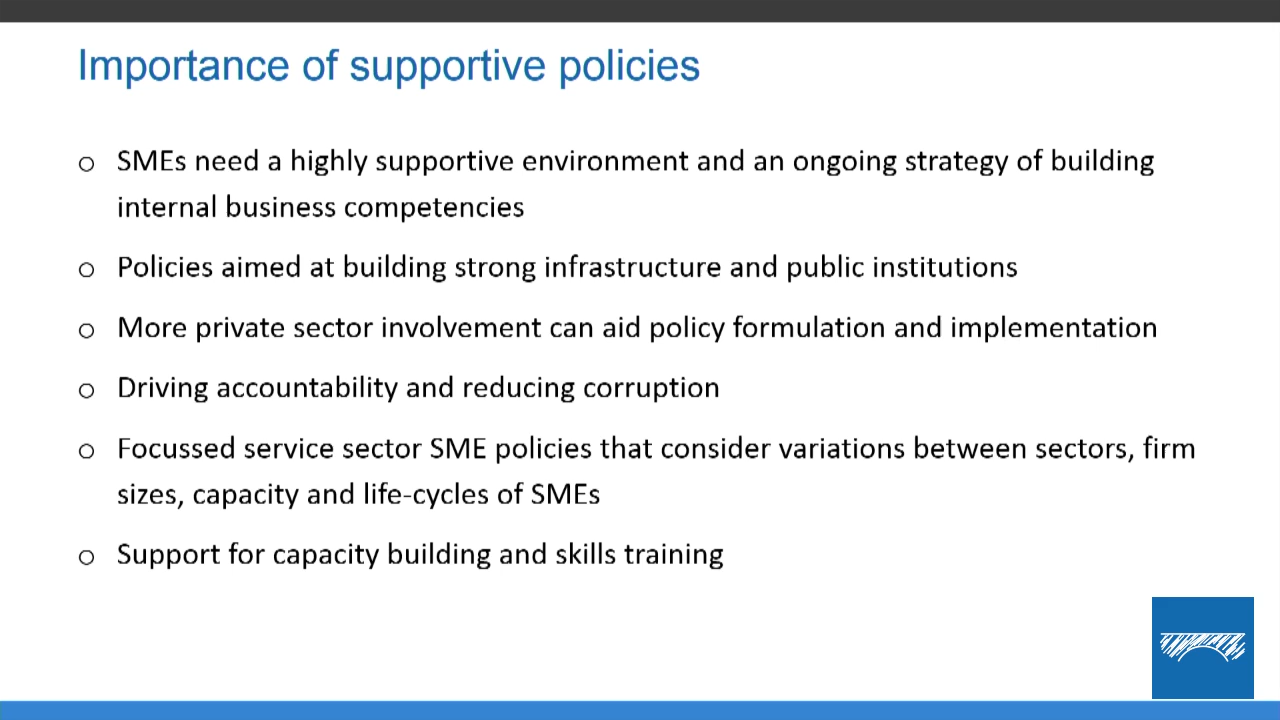 Importance of supportive policies
o SMEs need a highly supportive environment and an ongoing strategy of building
internal business competencies
o Policies aimed at building strong infrastructure and public institutions
o More private sector involvement can aid policy formulation and implementation
o Driving accountability and reducing corruption
o Focussed service sector SME policies that consider variations between sectors, firm
sizes, capacity and life-cycles of SMEs
o Support for capacity building and skills training